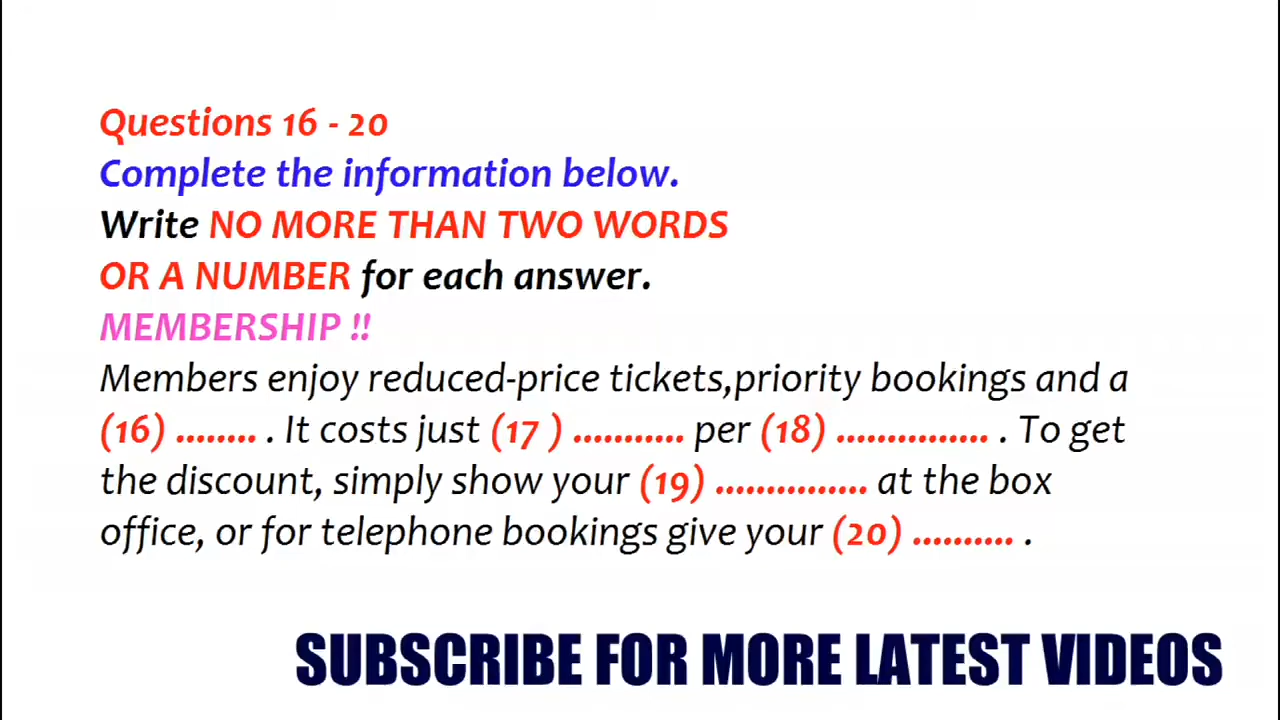 Questions 16 - 20
Complete the information below.
Write NO MORE THAN TWO WORDS
OR A NUMBER for each answer.
MEMBERSHIP !!
Members enjoy reduced-price tickets,priority bookings and a
(16) ........ . It costs just (17 ) ........... per (18) ............... . To get
the discount, simply show your (19) ............... at the box
office, or for telephone bookings give your (20) .......... .
SUBSCRIBE FOR MORE LATEST VIDEOS